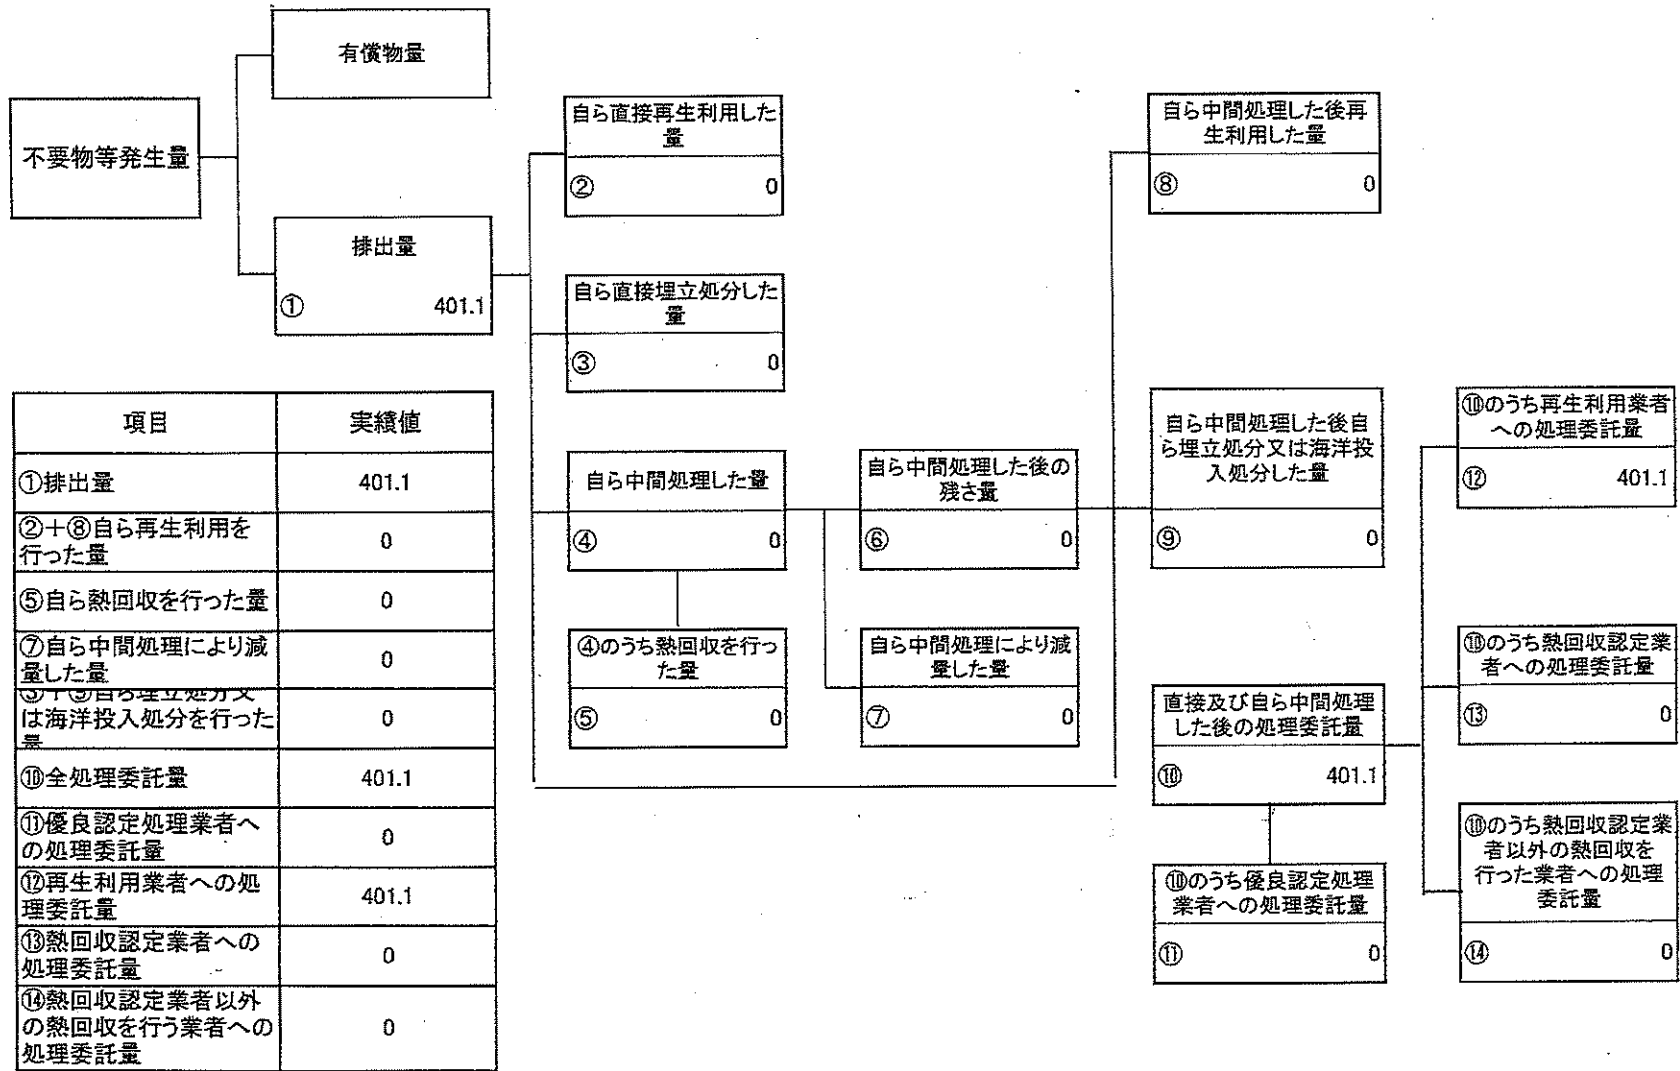 有償物量
不要物等発生量
排出量
① 401.1
自ら直接再生利用した
量
② 0
自ら直接埋立処分した
量
③ 0
自ら中間処理した量
④ 0
④のうち熱回収を行っ
た量
⑤ 0
自ら中間処理した後の
残さ量
⑥ 0
自ら中間処理により減
量した量
⑦ 0
自ら中間処理した後再
生利用した量
⑧ 0
自ら中間処理した後自
ら埋立処分又は海洋投
入処分した量
⑨ 0
直接及び自ら中間処理
した後の処理委託量
⑩ 401.1
⑩のうち優良認定処理
業者への処理委託量
⑪ 0
⑩のうち再生利用業者
への処理委託量
⑫ 401.1
⑩のうち熱回収認定業
者への処理委託量
⑬ 0
⑩のうち熱回収認定業
者以外の熱回収を
行った業者への処理
委託量
⑭ 0
項目 実績値
①排出量 401.1
②+⑧自ら再生利用を
行った量 0
⑤自ら熱回収を行った量 0
⑦自ら中間処理により減
量した量 0
③+⑨自ら埋立処分又
は海洋投入処分を行った
量 0
⑩全処理委託量 401.1
⑪優良認定処理業者へ
の処理委託量 0
⑫再生利用業者への処
理委託量 401.1
⑬熱回収認定業者への
処理委託量 0
⑭熱回収認定業者以外
の熱回収を行う業者への
処理委託量 0